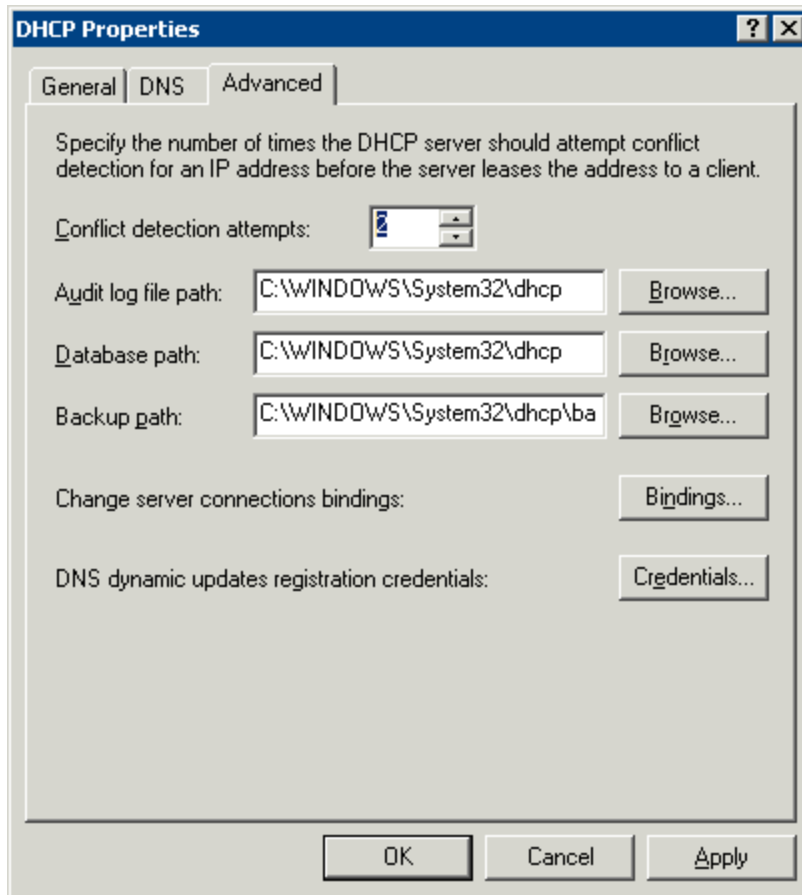 DHCP Properties
General DNS Advanced
Specify the number of times the DHCP server should attempt conflict
detection for an IP address before the server leases the address to a client.
Conflict detection attempts: 2
Audit log file path: C:\WINDOWS\System32\dhcp Browse...
Database path: C:\WINDOWS\System32\dhcp Browse...
Backup path: C:\WINDOWS\System32\dhcp\ba Browse...
Change server connections bindings: Bindings...
DNS dynamic updates registration credentials: Credentials...
OK Cancel Apply